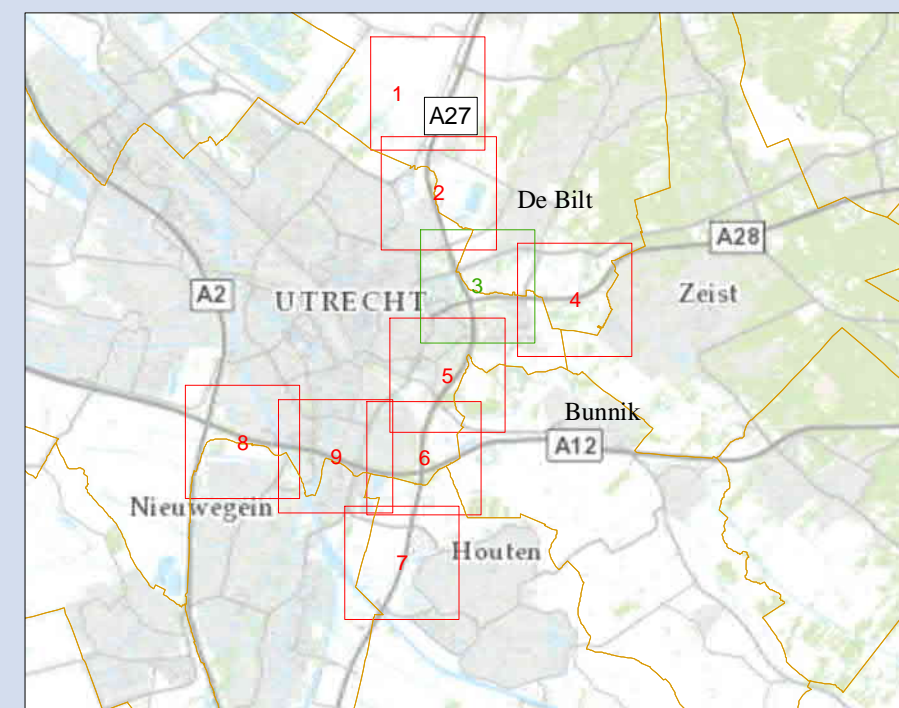 1
A27
2
De Bilt
A28
3
4
A2
UTRECHT
Zeist
5
Bunnik
8
9
6
A12
Nieuwegein
Houten
7